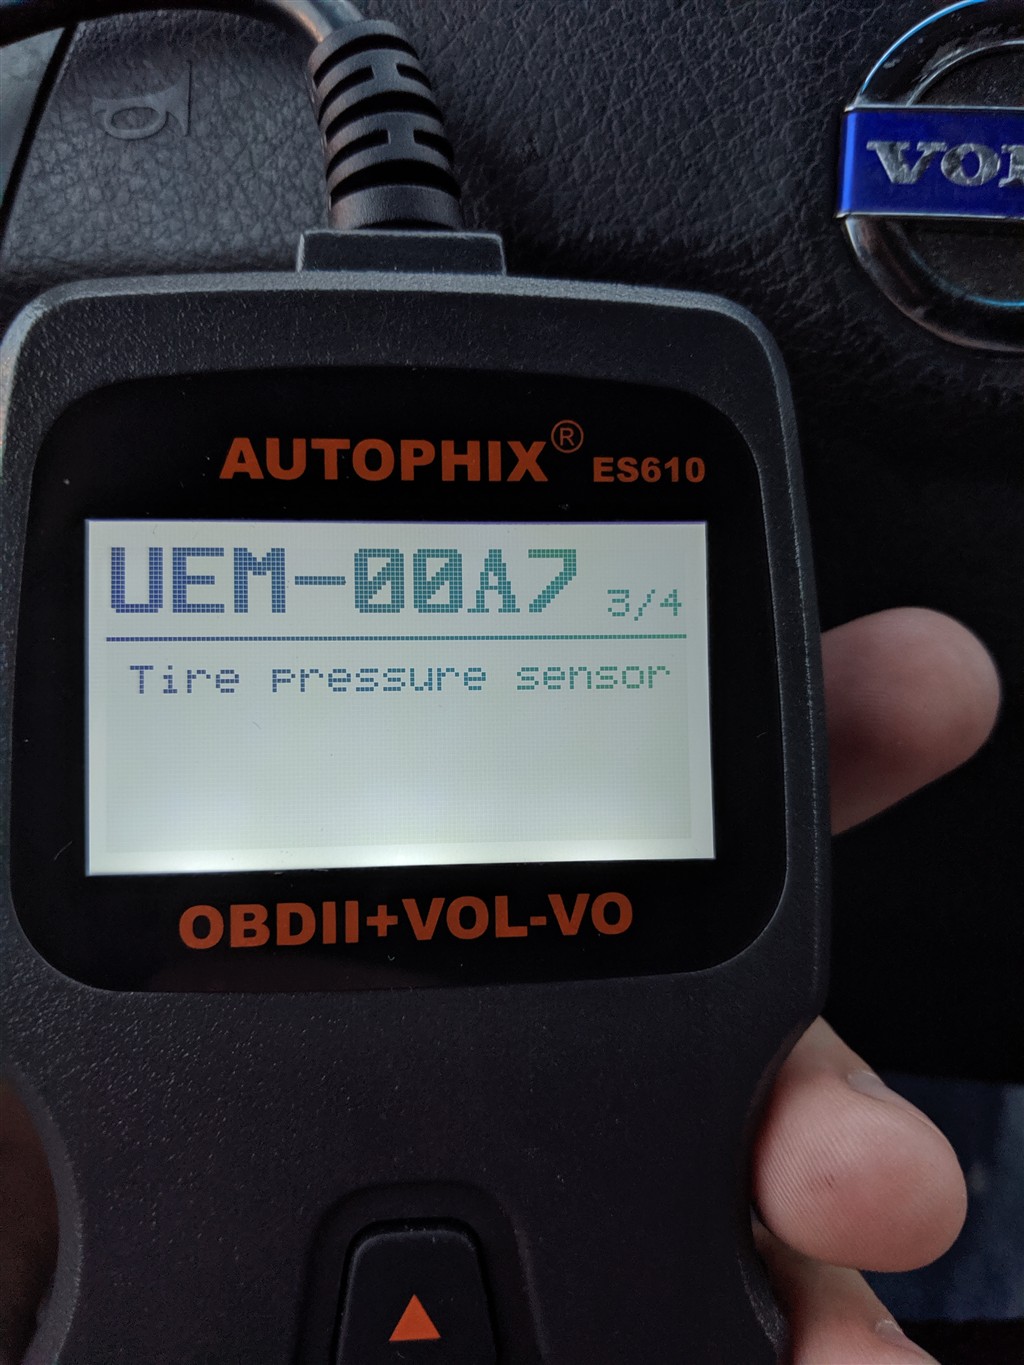 AUTOPHIX® ES610
UEM-00A7 3/4
Tire pressure sensor
OBDII+VOL-VO